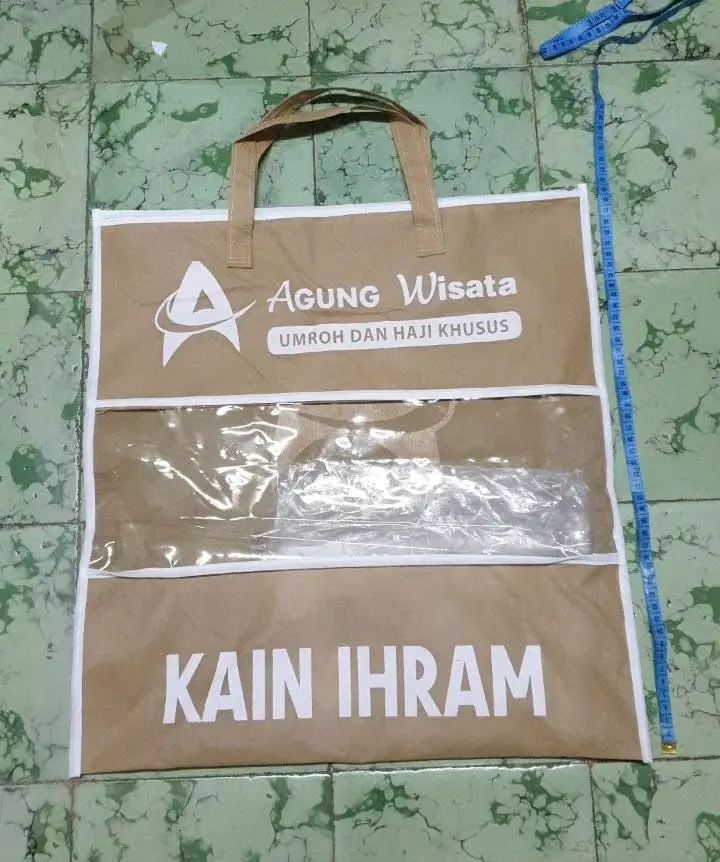 Agung Wisata
UMROH DAN HAJI KHUSUS
KAIN IHRAM